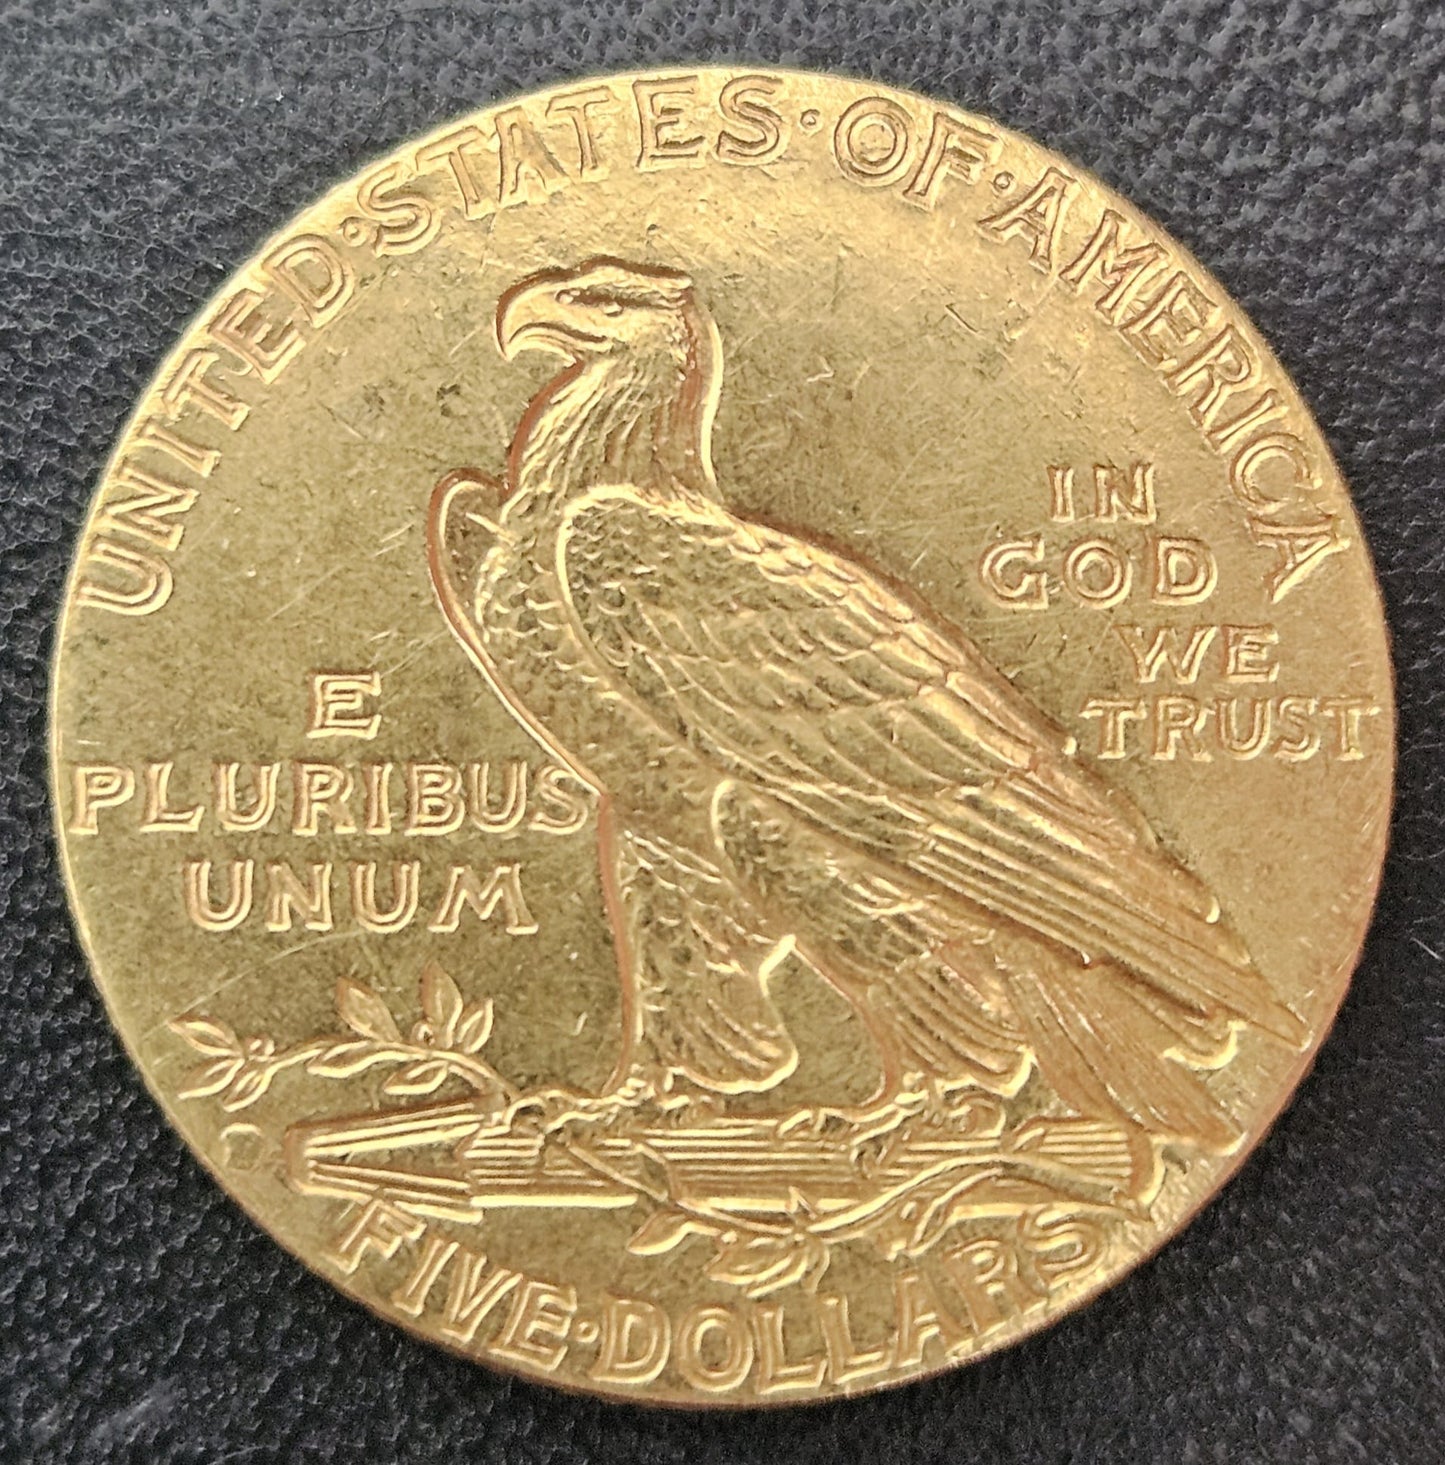 UNITED·STATES·OF·AMERICA
IN
GOD
WE
TRUST
E
PLURIBUS
UNUM
FIVE·DOLLARS